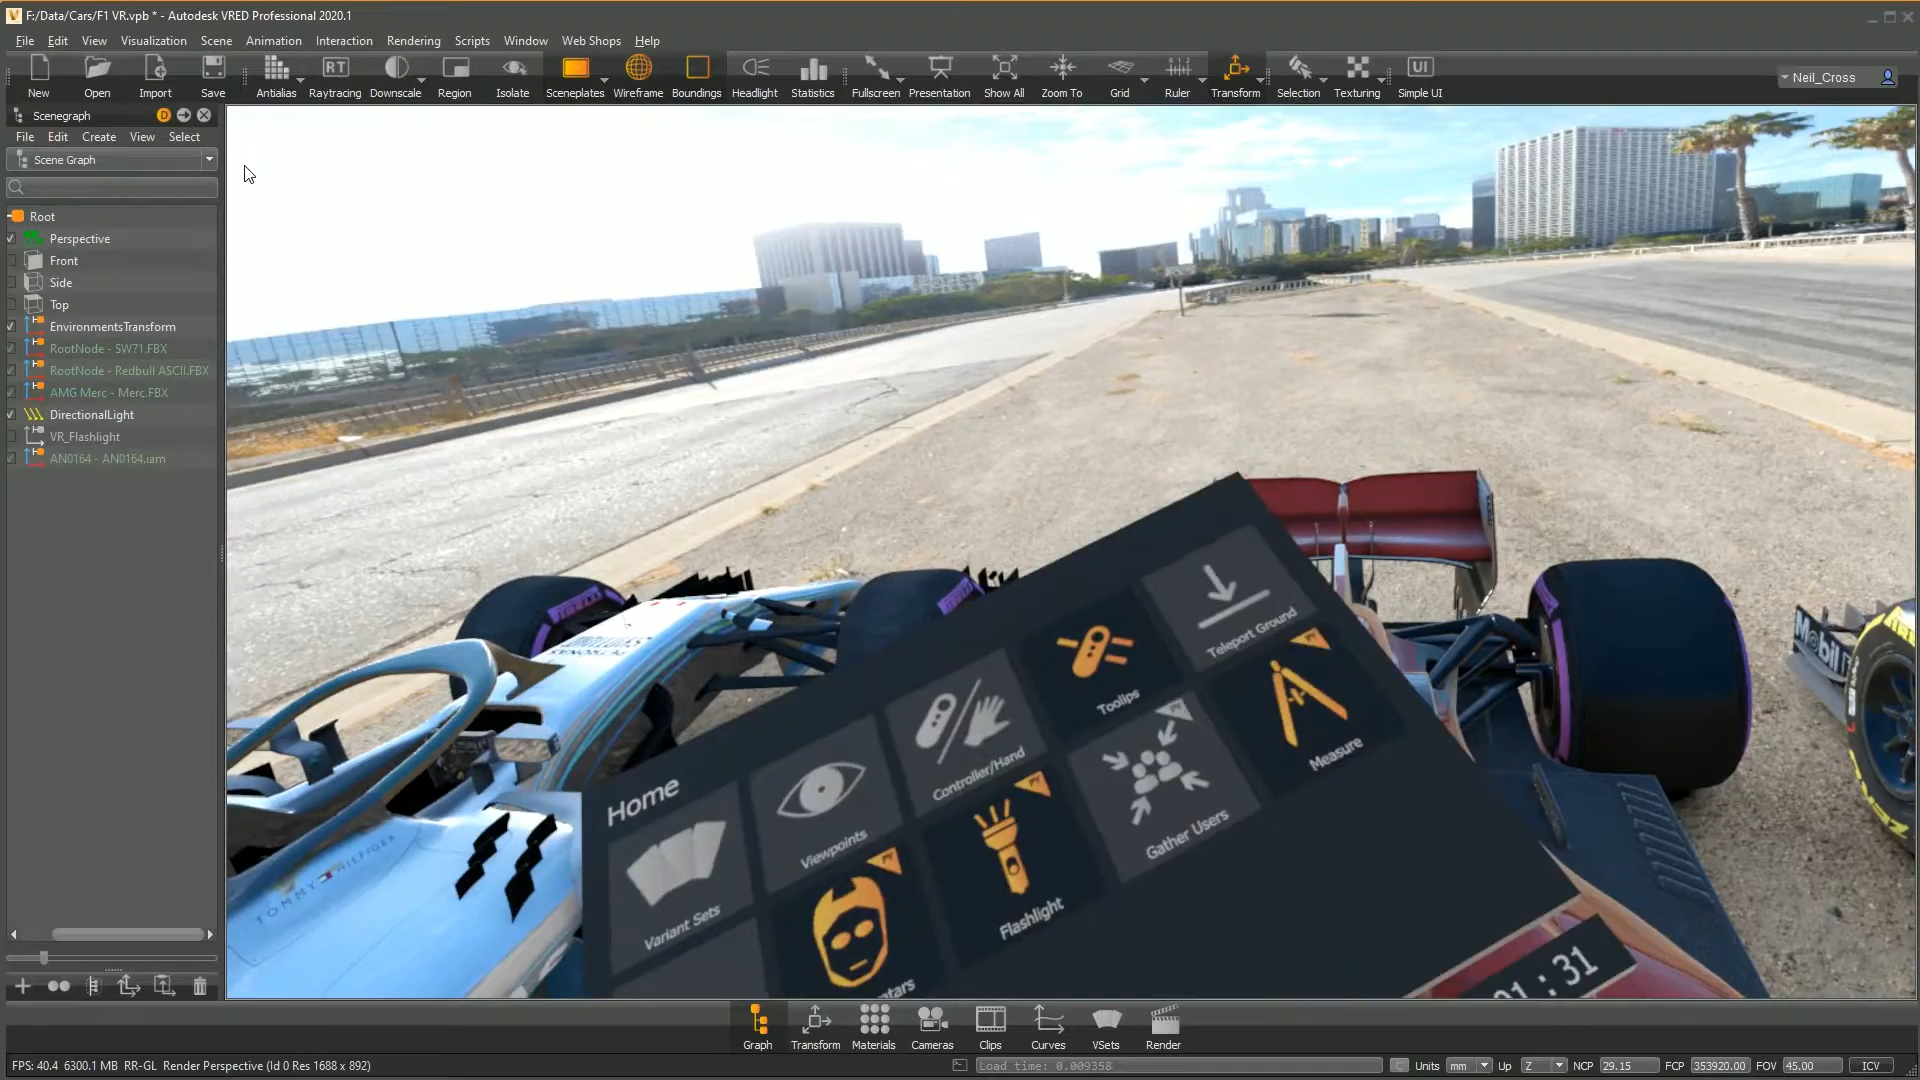 F:/Data/Cars/F1 VR.vpb * - Autodesk VRED Professional 2020.1
File Edit View Visualization Scene Animation Interaction Rendering Scripts Window Web Shops Help
RT UI
New Open Import Save Antialias Raytracing Downscale Region Isolate Sceneplates Wireframe Boundings Headlight Statistics Fullscreen Presentation Show All Zoom To Grid Ruler Transform Selection Texturing Simple UI
Neil_Cross
Scenegraph D
File Edit Create View Select
Scene Graph
Root
Perspective
Front
Side
Top
EnvironmentsTransform
RootNode - SW71.FBX
RootNode - Redbull ASCII.FBX
AMG Merc - Merc.FBX
DirectionalLight
VR_Flashlight
AN0164 - AN0164.iam
Home
Variant Sets
Viewpoints
Controller/Hand
Toolips
Teleport Ground
Flashlight
Gather Users
Measure
TOMMY HILFIGER
PETRONAS
Mobil
:31
Graph Transform Materials Cameras Clips Curves VSets Render
FPS: 40.4 6300.1 MB RR-GL Render Perspective (Id 0 Res 1688 x 892)
Load time: 0.009358
C Units mm Up Z NCP 29.15 FCP 353920.00 FOV 45.00 ICV